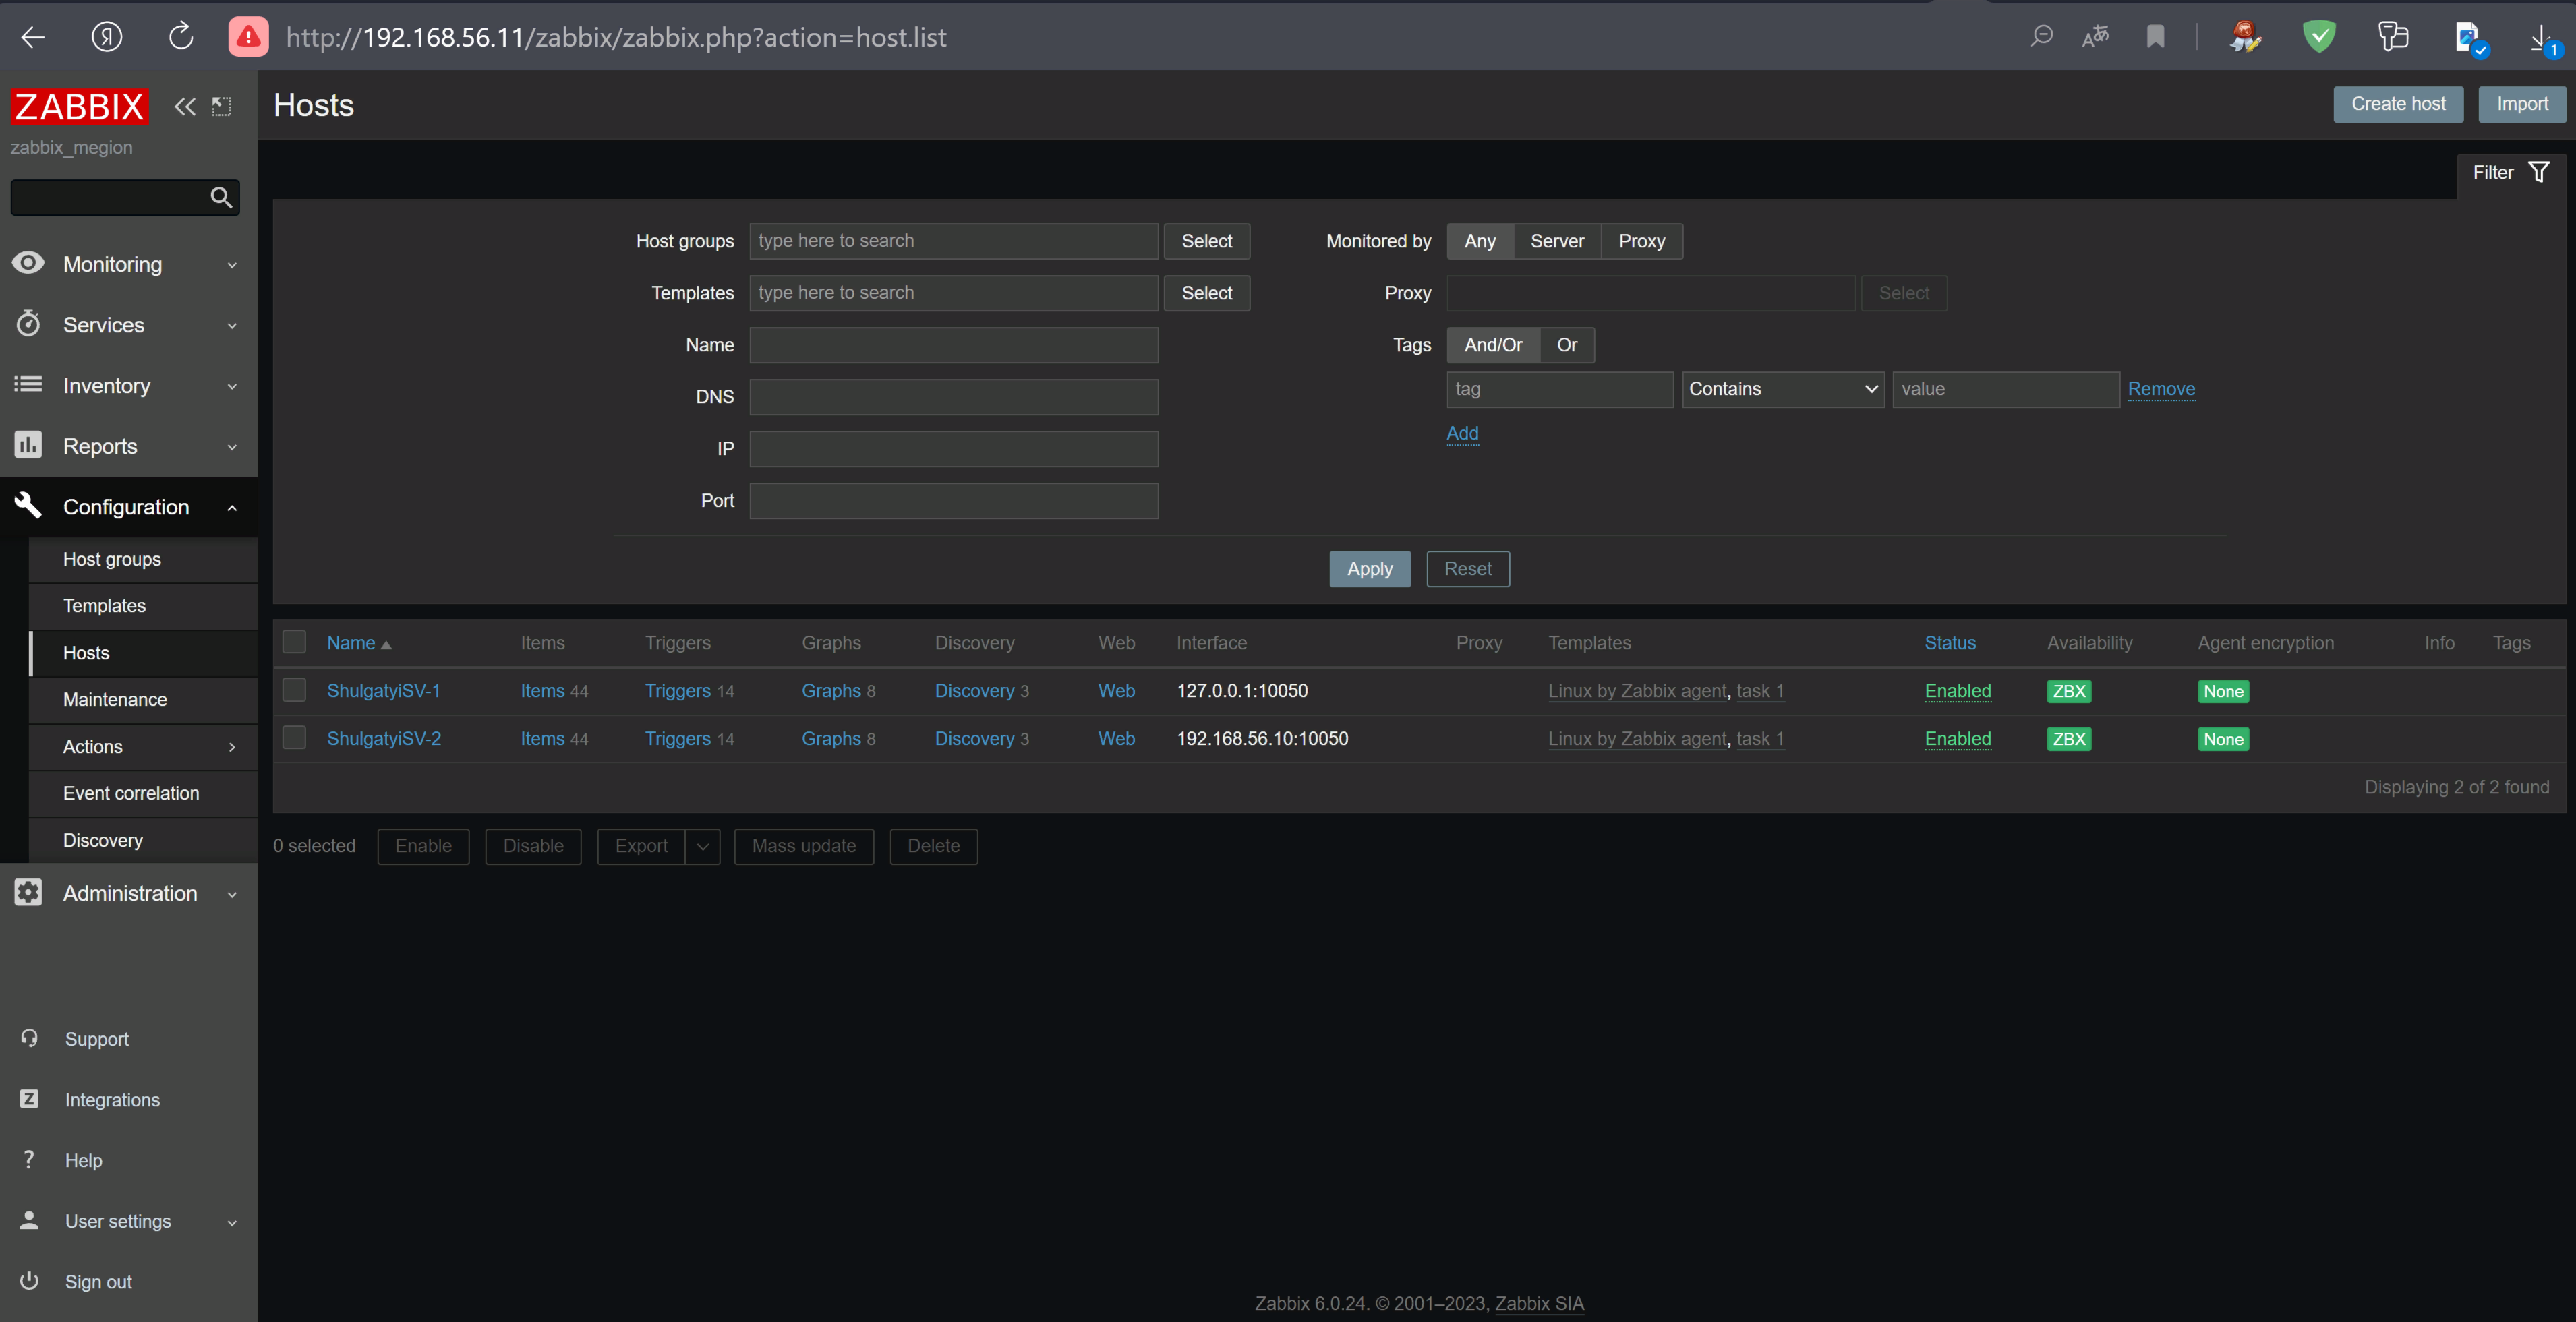 http://192.168.56.11/zabbix/zabbix.php?action=host.list
1
ZABBIX
zabbix_megion
Monitoring
Services
Inventory
Reports
Configuration
Host groups
Templates
Hosts
Maintenance
Actions
Event correlation
Discovery
Administration
Support
Integrations
Help
User settings
Sign out
Hosts
Create host Import
Filter
Host groups type here to search Select
Templates type here to search Select
Name
DNS
IP
Port
Monitored by Any Server Proxy
Proxy Select
Tags And/Or Or
tag Contains value Remove
Add
Apply Reset
Name Items Triggers Graphs Discovery Web Interface Proxy Templates Status Availability Agent encryption Info Tags
ShulgatyiSV-1 Items 44 Triggers 14 Graphs 8 Discovery 3 Web 127.0.0.1:10050 Linux by Zabbix agent, task 1 Enabled ZBX None
ShulgatyiSV-2 Items 44 Triggers 14 Graphs 8 Discovery 3 Web 192.168.56.10:10050 Linux by Zabbix agent, task 1 Enabled ZBX None
Displaying 2 of 2 found
0 selected Enable Disable Export Mass update Delete
Zabbix 6.0.24. © 2001–2023, Zabbix SIA